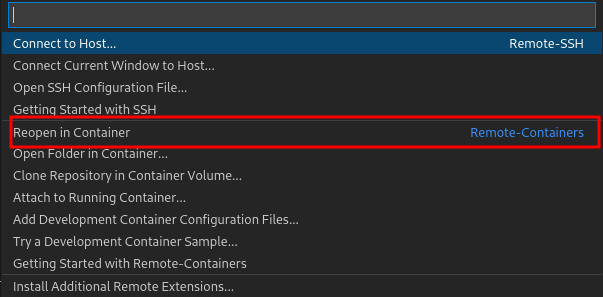 Connect to Host... Remote-SSH
Connect Current Window to Host...
Open SSH Configuration File...
Getting Started with SSH
Reopen in Container Remote-Containers
Open Folder in Container...
Clone Repository in Container Volume...
Attach to Running Container...
Add Development Container Configuration Files...
Try a Development Container Sample...
Getting Started with Remote-Containers
Install Additional Remote Extensions...